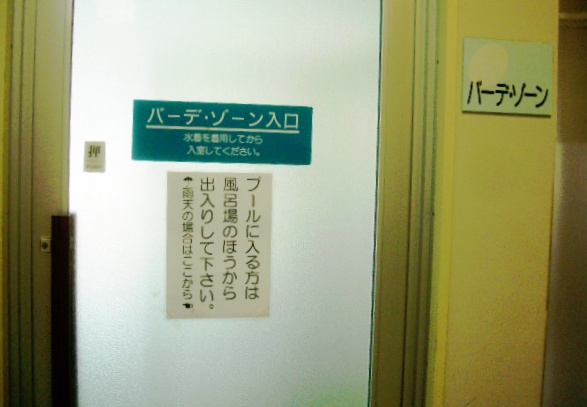 バーデ・ゾーン入口
水着を着用してから
入室してください。
押
プールに入る方は
風呂場のほうから
出入りして下さい。
☂雨天の場合はここから☚
バーデ・ゾーン